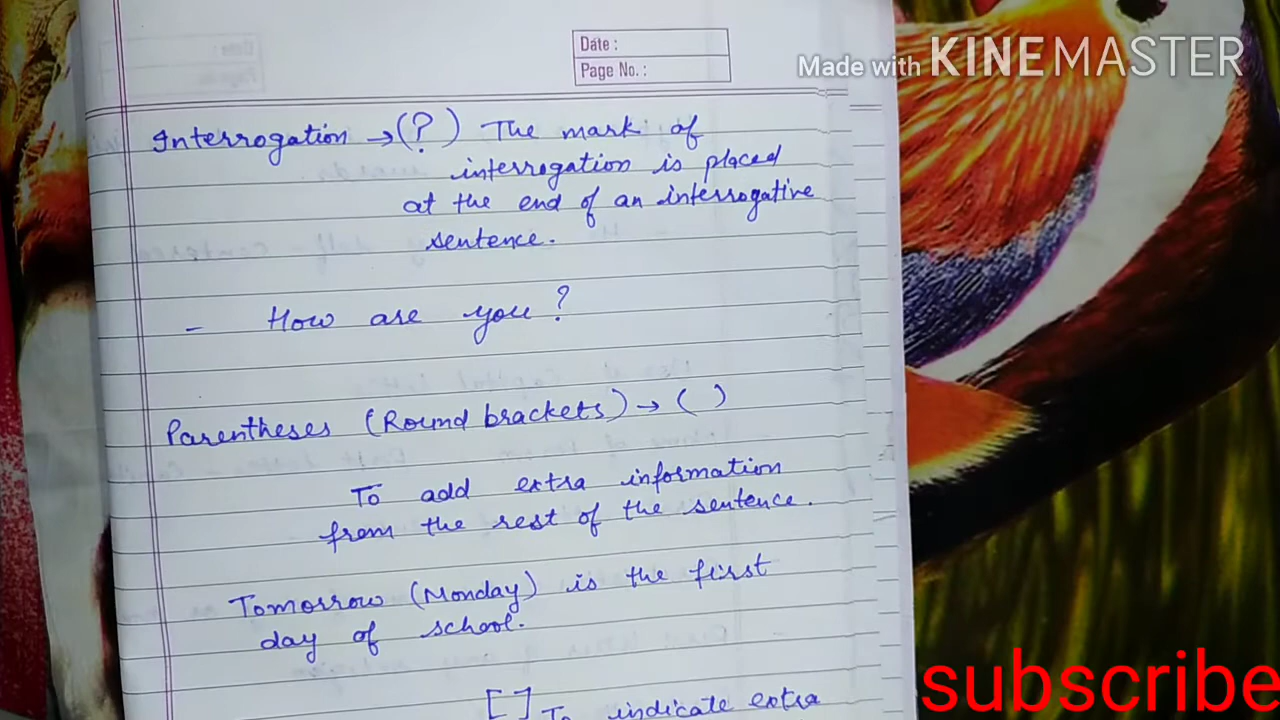 Date :
Page No. :
Made with KINEMASTER
Interrogation → (?) The mark of
interrogation is placed
at the end of an interrogative
sentence.
- How are you ?
Parentheses (Round brackets) → ( )
To add extra information
from the rest of the sentence.
Tomorrow (Monday) is the first
day of school.
[ ] To indicate extra
subscribe